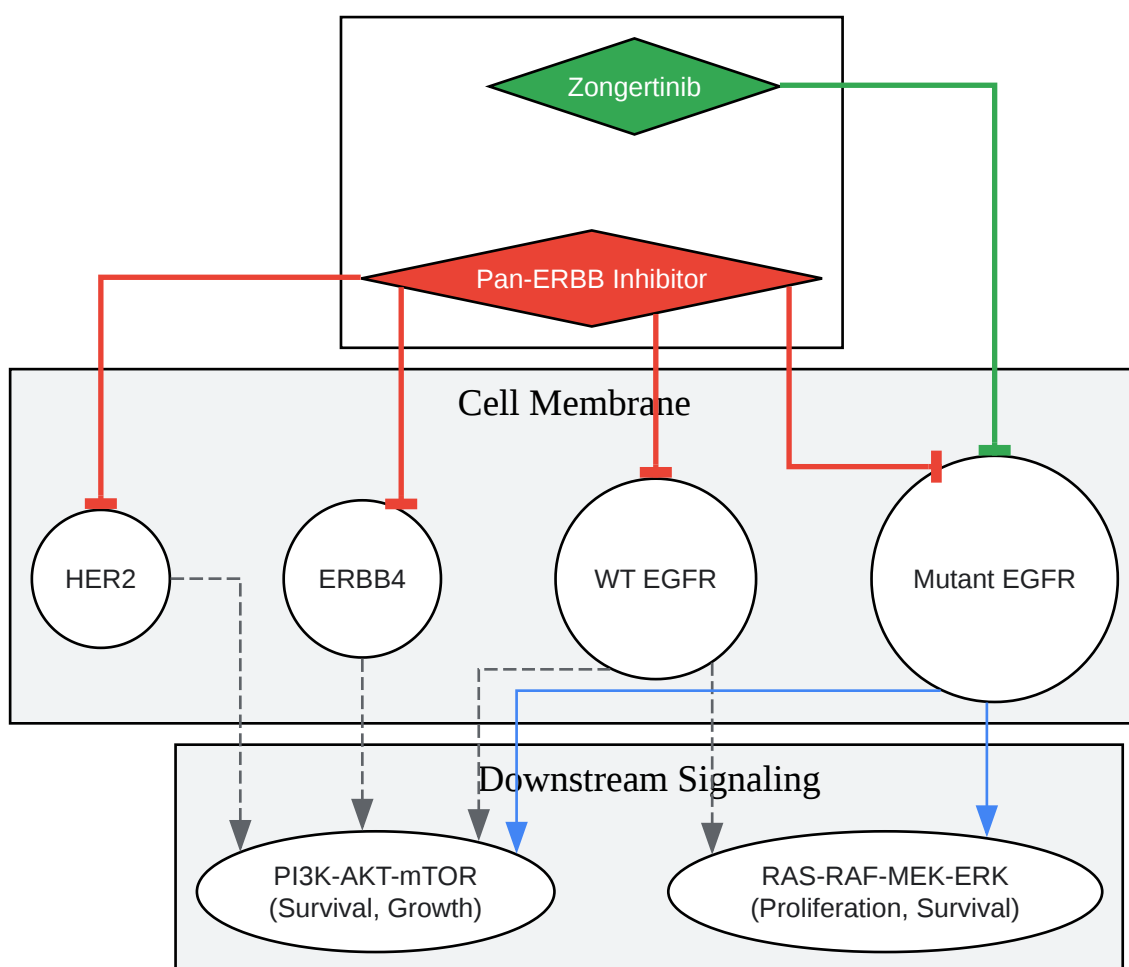 Zongertinib
Pan-ERBB Inhibitor
Cell Membrane
HER2
ERBB4
WT EGFR
Mutant EGFR
Downstream Signaling
PI3K-AKT-mTOR
(Survival, Growth)
RAS-RAF-MEK-ERK
(Proliferation, Survival)